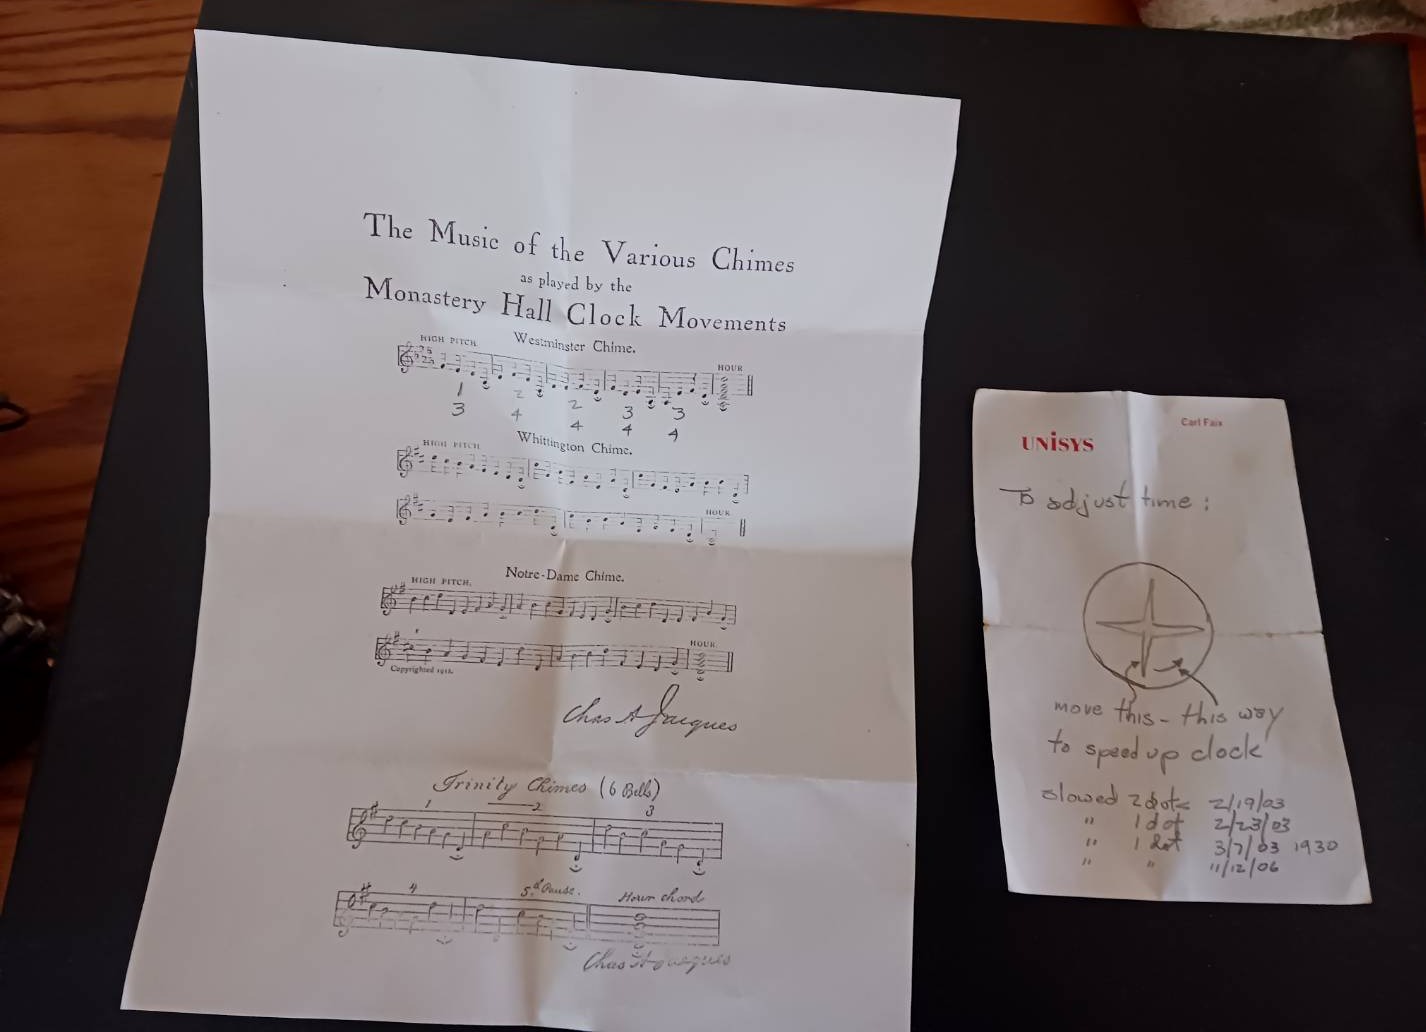 The Music of the Various Chimes
as played by the
Monastery Hall Clock Movements
Westminster Chime.
HIGH PITCH
HOUR
1 2 2 3 3
3 4 4 4 4
Whittington Chime.
HIGH PITCH
HOUR
Notre-Dame Chime.
HIGH PITCH.
HOUR
Copyrighted
Chas A Jacques
Trinity Chimes (6 Bells)
1 2 3
4 5th Pause. Hour chord
Chas A Jacques
Carl Faix
UNiSYS
To adjust time:
move this - this way
to speed up clock
slowed 2 dots 2/19/03
" 1 dot 2/23/03
" 1 dot 3/7/03 1930
" " 11/12/06